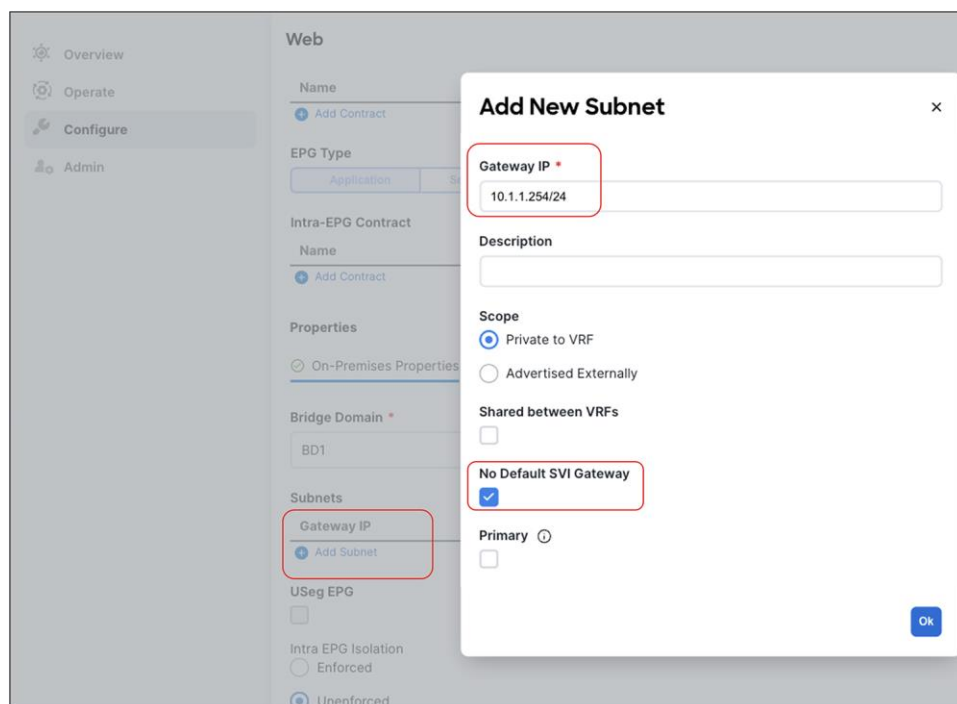 Overview
Operate
Configure
Admin
Web
Name
Add Contract
EPG Type
Application
Intra-EPG Contract
Name
Add Contract
Properties
On-Premises Properties
Bridge Domain *
BD1
Subnets
Gateway IP
Add Subnet
USeg EPG
Intra EPG Isolation
Enforced
Unenforced
Add New Subnet
Gateway IP *
10.1.1.254/24
Description
Scope
Private to VRF
Advertised Externally
Shared between VRFs
No Default SVI Gateway
Primary
Ok